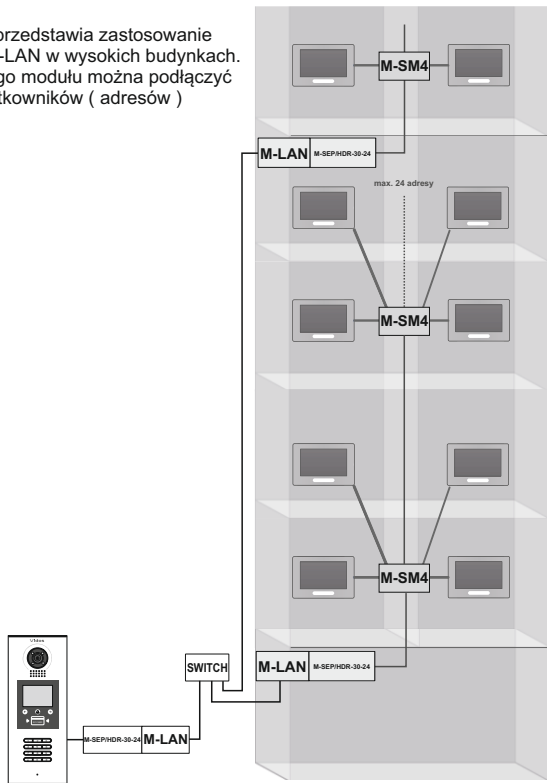 przedstawia zastosowanie
-LAN w wysokich budynkach.
go modułu można podłączyć
tkowników ( adresów )
M-SM4
M-LAN M-SEP/HDR-30-24
max. 24 adresy
M-SM4
M-SM4
SWITCH
M-LAN M-SEP/HDR-30-24
Vidos
M-SEP/HDR-30-24 M-LAN